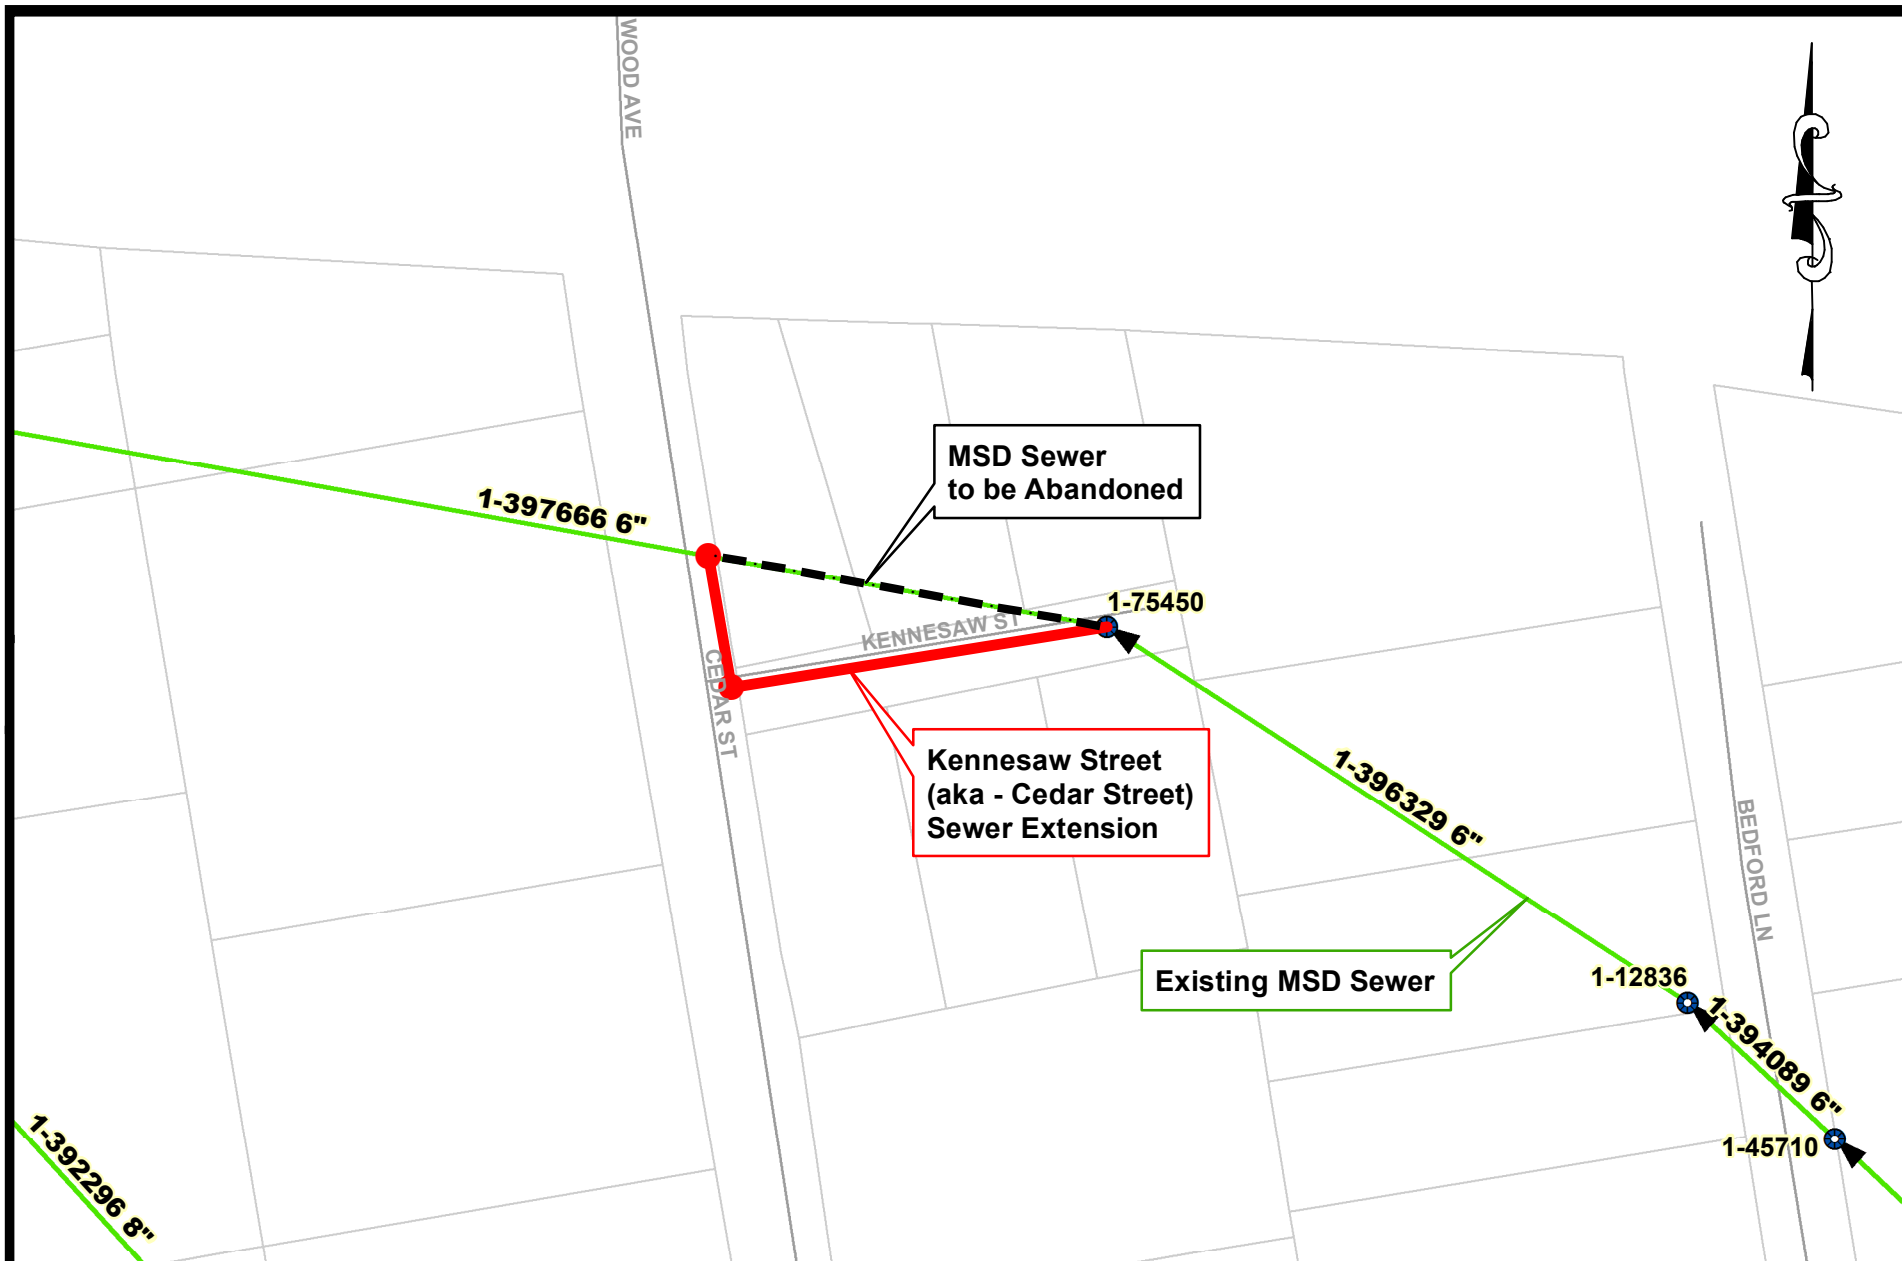 WOOD AVE
MSD Sewer
to be Abandoned
1-397666 6"
1-75450
KENNESAW ST
CEDAR ST
Kennesaw Street
(aka - Cedar Street)
Sewer Extension
1-396329 6"
BEDFORD LN
Existing MSD Sewer
1-12836
1-394089 6"
1-45710
1-392296 8"